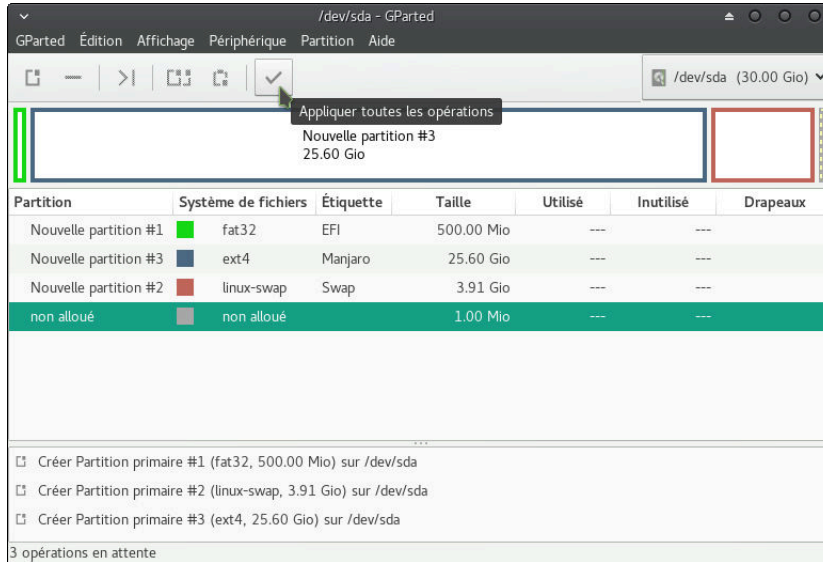 /dev/sda - GParted
GParted Édition Affichage Périphérique Partition Aide
/dev/sda (30.00 Gio)
Appliquer toutes les opérations
Nouvelle partition #3
25.60 Gio
Partition Système de fichiers Étiquette Taille Utilisé Inutilisé Drapeaux
Nouvelle partition #1 fat32 EFI 500.00 Mio --- ---
Nouvelle partition #3 ext4 Manjaro 25.60 Gio --- ---
Nouvelle partition #2 linux-swap Swap 3.91 Gio --- ---
non alloué non alloué 1.00 Mio --- ---
Créer Partition primaire #1 (fat32, 500.00 Mio) sur /dev/sda
Créer Partition primaire #2 (linux-swap, 3.91 Gio) sur /dev/sda
Créer Partition primaire #3 (ext4, 25.60 Gio) sur /dev/sda
3 opérations en attente